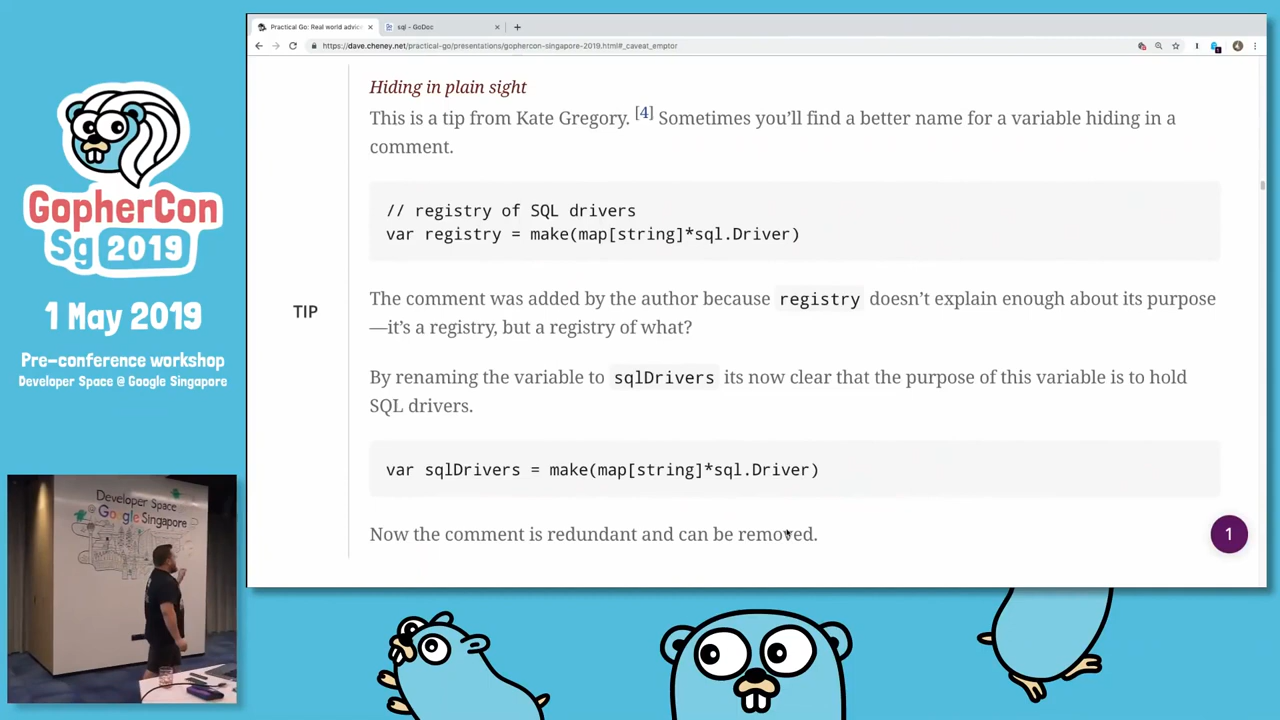 Practical Go: Real world advic
sql - GoDoc
https://dave.cheney.net/practical-go/presentations/gophercon-singapore-2019.html#_caveat_emptor
Hiding in plain sight
This is a tip from Kate Gregory. [4] Sometimes you’ll find a better name for a variable hiding in a
comment.
// registry of SQL drivers
var registry = make(map[string]*sql.Driver)
TIP
The comment was added by the author because registry doesn’t explain enough about its purpose
—it’s a registry, but a registry of what?
By renaming the variable to sqlDrivers its now clear that the purpose of this variable is to hold
SQL drivers.
var sqlDrivers = make(map[string]*sql.Driver)
Now the comment is redundant and can be removed.
1
GopherCon
Sg 2019
1 May 2019
Pre-conference workshop
Developer Space @ Google Singapore
Developer Space
@ Google Singapore